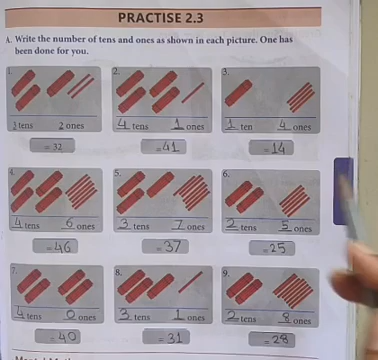 PRACTISE 2.3
A. Write the number of tens and ones as shown in each picture. One has
been done for you.
1. 2. 3.
3 tens 2 ones 4 tens 1 ones 1 ten 4 ones
= 32 = 41 = 14
4. 5. 6.
4 tens 6 ones 3 tens 7 ones 2 tens 5 ones
= 46 = 37 = 25
7. 8. 9.
4 tens 0 ones 3 tens 1 ones 2 tens 8 ones
= 40 = 31 = 28